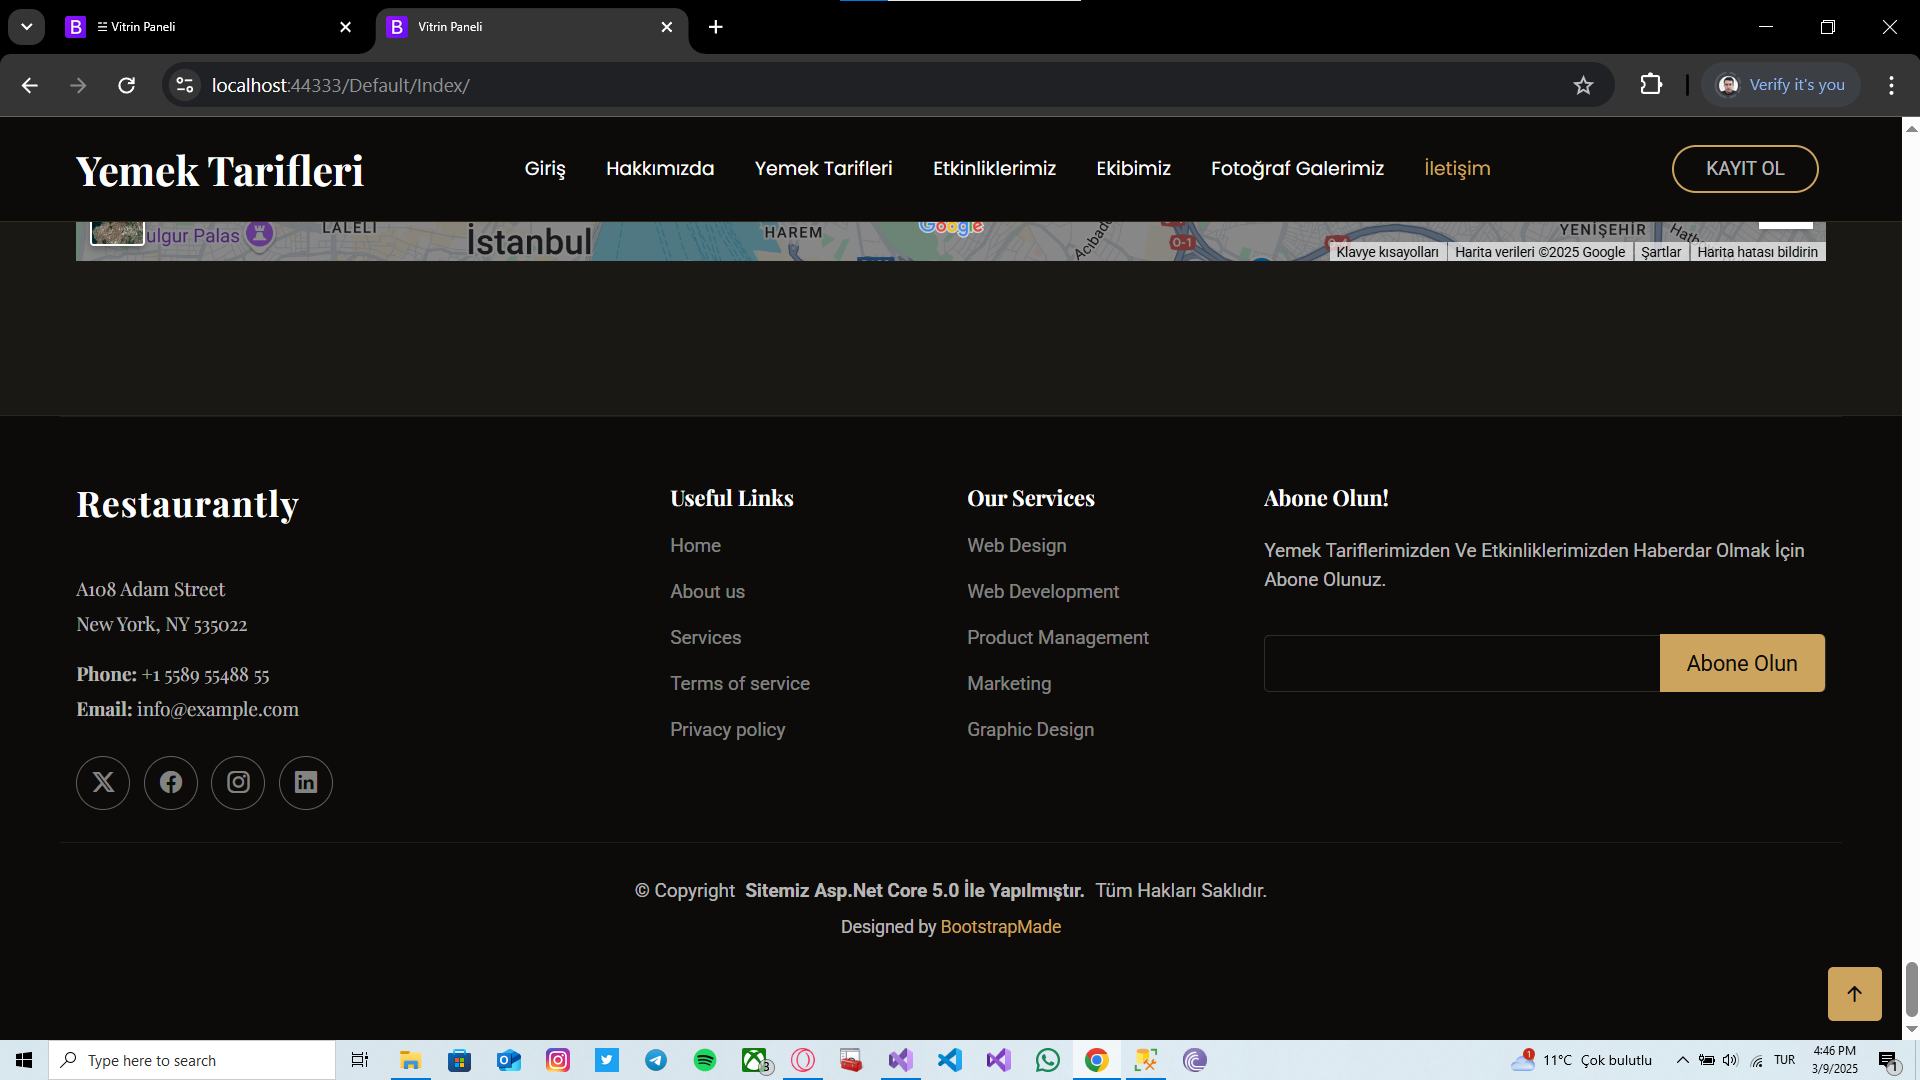 ☰ Vitrin Paneli
Vitrin Paneli
localhost:44333/Default/Index/
Verify it's you
Yemek Tarifleri
Giriş
Hakkımızda
Yemek Tarifleri
Etkinliklerimiz
Ekibimiz
Fotoğraf Galerimiz
İletişim
KAYIT OL
ulgur Palas
LALELİ
İstanbul
HAREM
Google
Acıbade
O-1
YENİŞEHİR
Klavye kısayolları
Harita verileri ©2025 Google
Şartlar
Harita hatası bildirin
Restaurantly
A108 Adam Street
New York, NY 535022
Phone: +1 5589 55488 55
Email: info@example.com
Useful Links
Home
About us
Services
Terms of service
Privacy policy
Our Services
Web Design
Web Development
Product Management
Marketing
Graphic Design
Abone Olun!
Yemek Tariflerimizden Ve Etkinliklerimizden Haberdar Olmak İçin
Abone Olunuz.
Abone Olun
© Copyright Sitemiz Asp.Net Core 5.0 İle Yapılmıştır. Tüm Hakları Saklıdır.
Designed by BootstrapMade
Type here to search
3
1
11°C Çok bulutlu
TUR
4:46 PM
3/9/2025
1